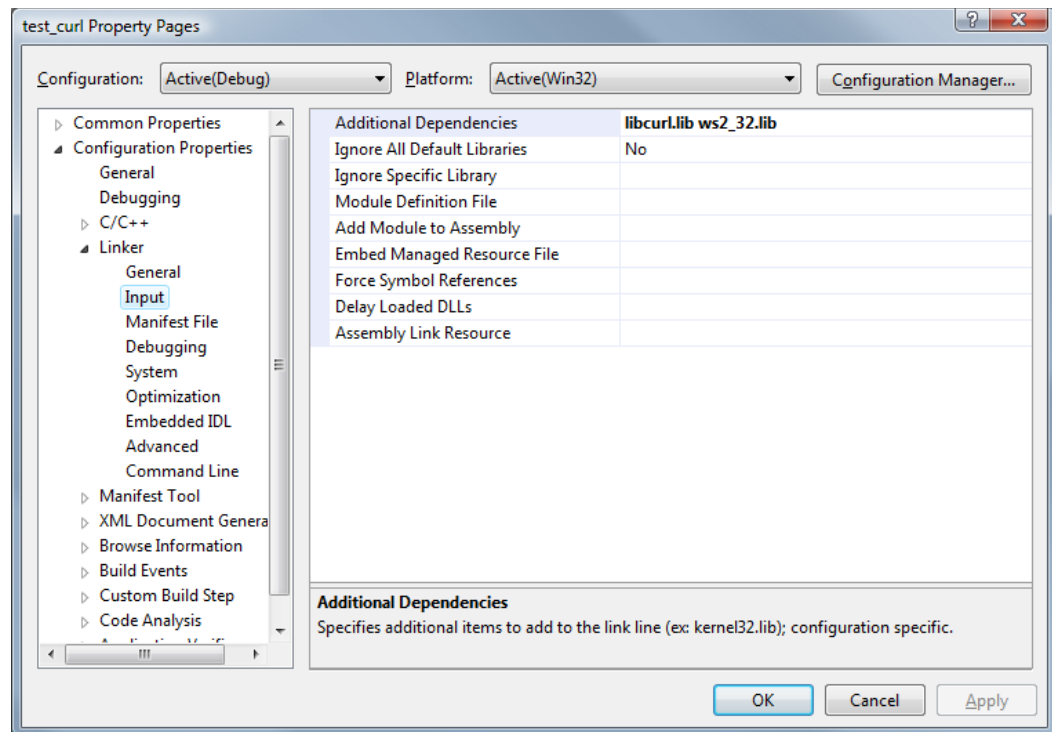 test_curl Property Pages
Configuration: Active(Debug) Platform: Active(Win32) Configuration Manager...
Common Properties
Configuration Properties
General
Debugging
C/C++
Linker
General
Input
Manifest File
Debugging
System
Optimization
Embedded IDL
Advanced
Command Line
Manifest Tool
XML Document Genera
Browse Information
Build Events
Custom Build Step
Code Analysis
Additional Dependencies libcurl.lib ws2_32.lib
Ignore All Default Libraries No
Ignore Specific Library
Module Definition File
Add Module to Assembly
Embed Managed Resource File
Force Symbol References
Delay Loaded DLLs
Assembly Link Resource
Additional Dependencies
Specifies additional items to add to the link line (ex: kernel32.lib); configuration specific.
OK Cancel Apply